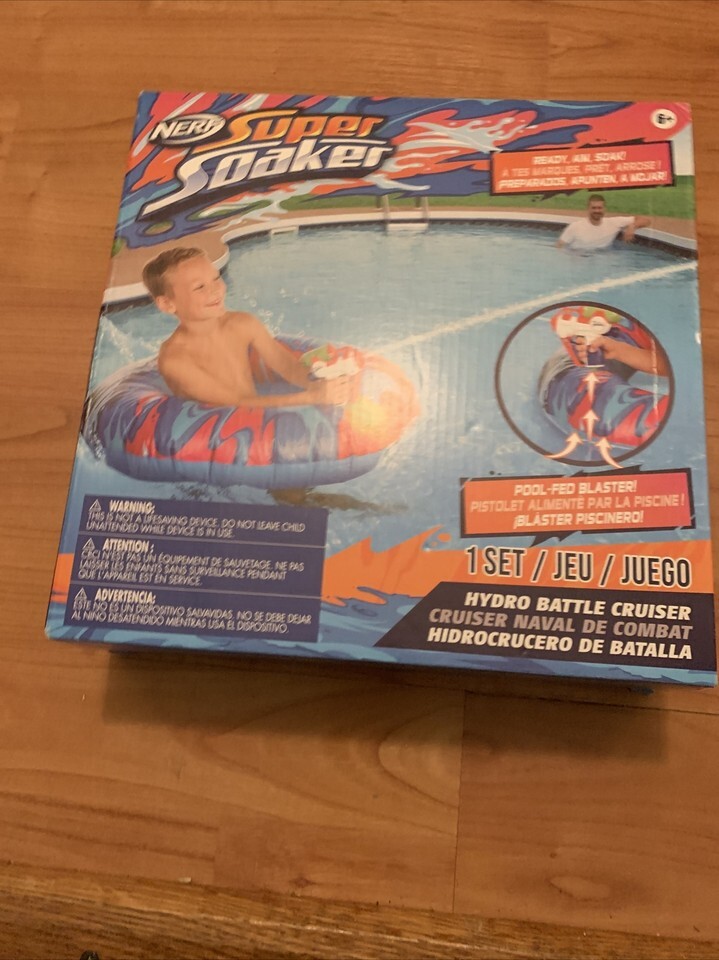 NERF
SUPER
SOAKER
6+
READY, AIM, SOAK!
À TES MARQUES, PRÊT, ARROSE !
¡PREPARADOS, APUNTEN, A MOJAR!
POOL-FED BLASTER!
PISTOLET ALIMENTÉ PAR LA PISCINE !
¡BLÁSTER PISCINERO!
WARNING:
THIS IS NOT A LIFESAVING DEVICE. DO NOT LEAVE CHILD
UNATTENDED WHILE DEVICE IS IN USE.
ATTENTION :
CECI N'EST PAS UN ÉQUIPEMENT DE SAUVETAGE. NE PAS
LAISSER LES ENFANTS SANS SURVEILLANCE PENDANT
QUE L'APPAREIL EST EN SERVICE.
ADVERTENCIA:
ESTE NO ES UN DISPOSITIVO SALVAVIDAS. NO SE DEBE DEJAR
AL NIÑO DESATENDIDO MIENTRAS USA EL DISPOSITIVO.
1 SET / JEU / JUEGO
HYDRO BATTLE CRUISER
CRUISER NAVAL DE COMBAT
HIDROCRUCERO DE BATALLA